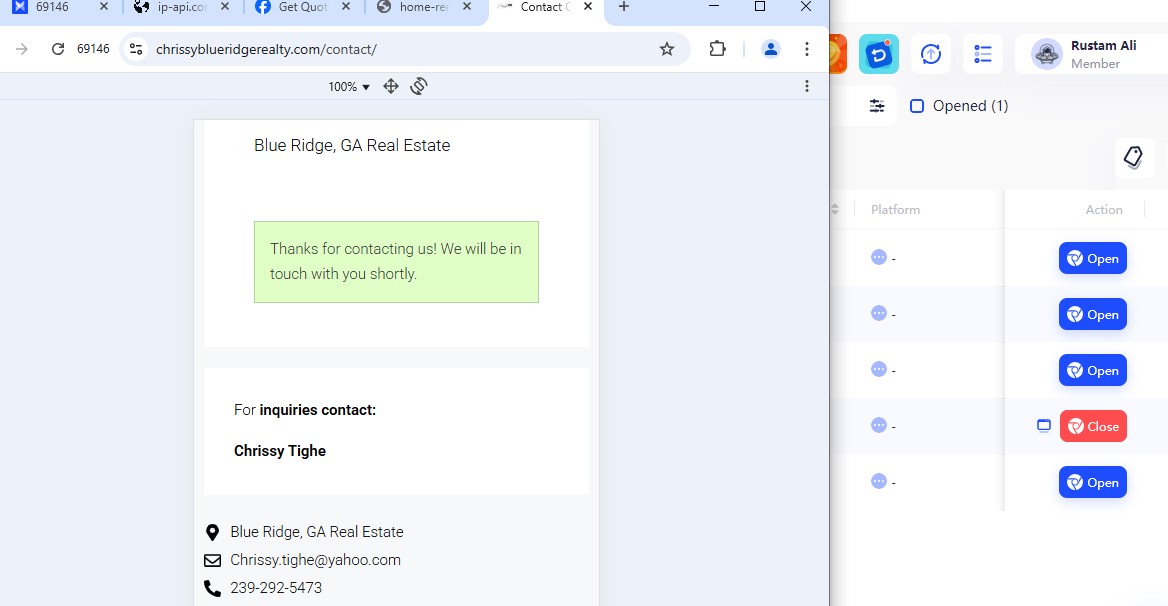 69146
ip-api.co
Get Quot
home-rer
Contact
69146
chrissyblueridgerealty.com/contact/
100%
Blue Ridge, GA Real Estate
Thanks for contacting us! We will be in
touch with you shortly.
For inquiries contact:
Chrissy Tighe
Blue Ridge, GA Real Estate
Chrissy.tighe@yahoo.com
239-292-5473
Rustam Ali
Member
Opened (1)
Platform
Action
- Open
- Open
- Open
- Close
- Open